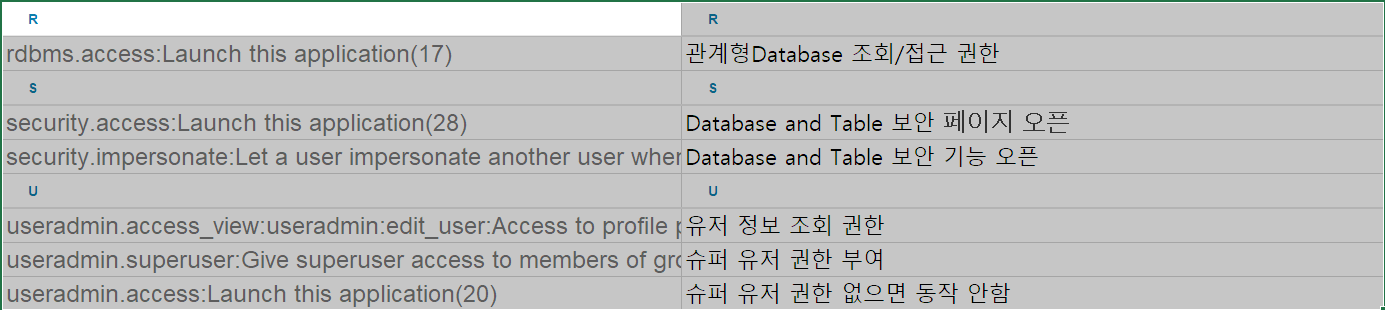 R R
rdbms.access:Launch this application(17) 관계형Database 조회/접근 권한
S S
security.access:Launch this application(28) Database and Table 보안 페이지 오픈
security.impersonate:Let a user impersonate another user Database and Table 보안 기능 오픈
U U
useradmin.access_view:useradmin:edit_user:Access to profile 유저 정보 조회 권한
useradmin.superuser:Give superuser access to members of 슈퍼 유저 권한 부여
useradmin.access:Launch this application(20) 슈퍼 유저 권한 없으면 동작 안함